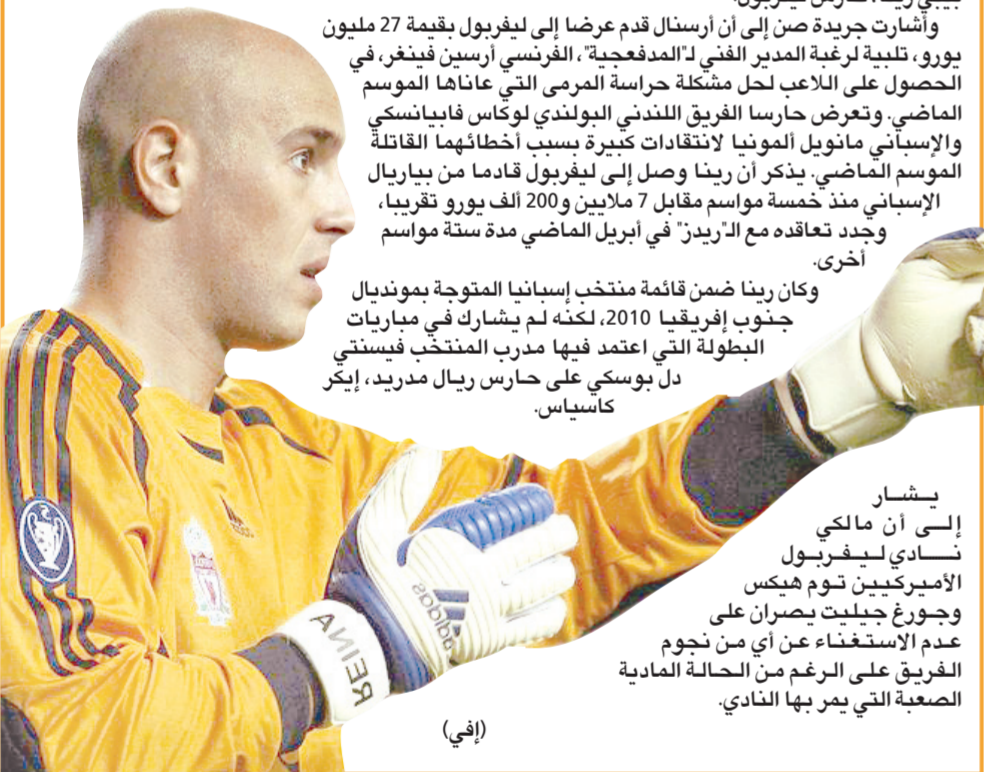 بيبي رينا، حارس ليفربول.
وأشارت جريدة صن إلى أن أرسنال قدم عرضا إلى ليفربول بقيمة 27 مليون
يورو، تلبية لرغبة المدير الفني لـ"المدفعجية"، الفرنسي أرسين فينغر، في
الحصول على اللاعب لحل مشكلة حراسة المرمى التي عاناها الموسم
الماضي. وتعرض حارسا الفريق اللندني البولندي لوكاس فابيانسكي
والإسباني مانويل ألمونيا لانتقادات كبيرة بسبب أخطائهما القاتلة
الموسم الماضي. يذكر أن رينا وصل إلى ليفربول قادما من بياريال
الإسباني منذ خمسة مواسم مقابل 7 ملايين و200 ألف يورو تقريبا،
وجدد تعاقده مع الـ"ريدز" في أبريل الماضي مدة ستة مواسم
أخرى.
وكان رينا ضمن قائمة منتخب إسبانيا المتوجة بمونديال
جنوب إفريقيا 2010، لكنه لم يشارك في مباريات
البطولة التي اعتمد فيها مدرب المنتخب فيسنتي
دل بوسكي على حارس ريال مدريد، إيكر
كاسياس.
يشار
إلى أن مالكي
نادي ليفربول
الأميركيين توم هيكس
وجورغ جيليت يصران على
عدم الاستغناء عن أي من نجوم
الفريق على الرغم من الحالة المادية
الصعبة التي يمر بها النادي.
(إفي)
adidas
REINA